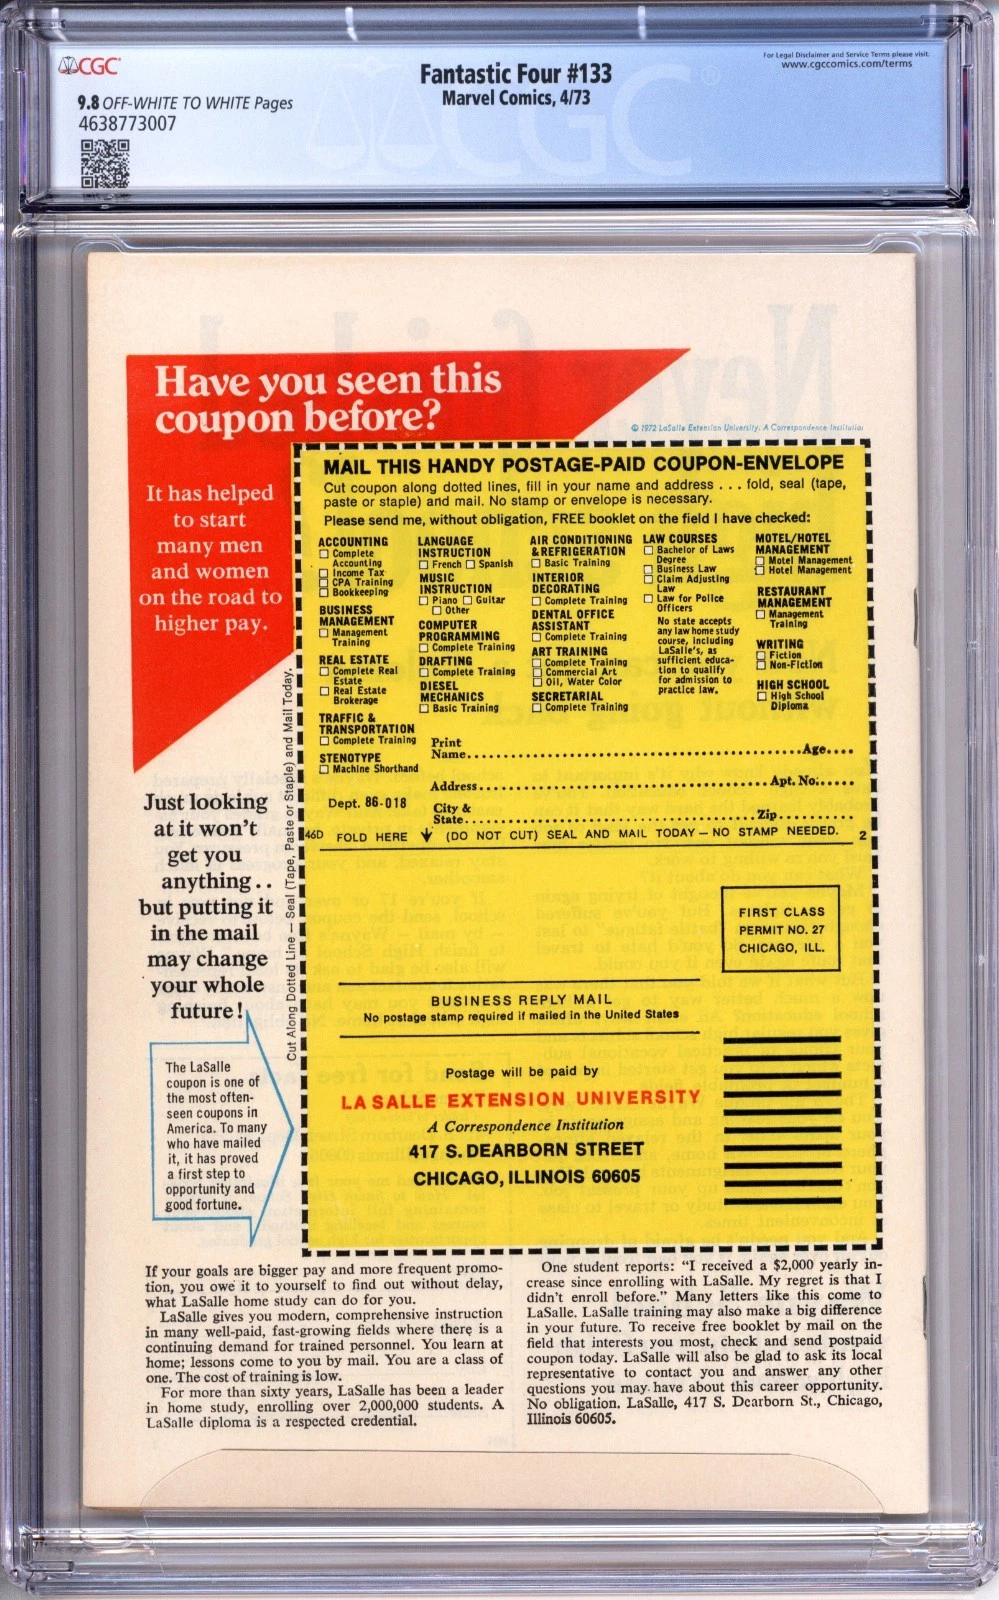 CGC
For Legal Disclaimer and Service Terms please visit.
www.cgccomics.com/terms
Fantastic Four #133
Marvel Comics, 4/73
9.8 OFF-WHITE TO WHITE Pages
4638773007
CGC
Have you seen this
coupon before?
© 1972 LaSalle Extension University. A Correspondence Institution
It has helped
to start
many men
and women
on the road to
higher pay.
Just looking
at it won't
get you
anything..
but putting it
in the mail
may change
your whole
future!
The LaSalle
coupon is one of
the most often-
seen coupons in
America. To many
who have mailed
it, it has proved
a first step to
opportunity and
good fortune.
Cut Along Dotted Line — Seal (Tape, Paste or Staple) and Mail Today.
MAIL THIS HANDY POSTAGE-PAID COUPON-ENVELOPE
Cut coupon along dotted lines, fill in your name and address . . . fold, seal (tape,
paste or staple) and mail. No stamp or envelope is necessary.
Please send me, without obligation, FREE booklet on the field I have checked:
ACCOUNTING
☐ Complete
Accounting
☐ Income Tax
☐ CPA Training
☐ Bookkeeping
BUSINESS
MANAGEMENT
☐ Management
Training
REAL ESTATE
☐ Complete Real
Estate
☐ Real Estate
Brokerage
TRAFFIC &
TRANSPORTATION
☐ Complete Training
STENOTYPE
☐ Machine Shorthand
LANGUAGE
INSTRUCTION
☐ French ☐ Spanish
MUSIC
INSTRUCTION
☐ Piano ☐ Guitar
☐ Other
COMPUTER
PROGRAMMING
☐ Complete Training
DRAFTING
☐ Complete Training
DIESEL
MECHANICS
☐ Basic Training
AIR CONDITIONING
& REFRIGERATION
☐ Basic Training
INTERIOR
DECORATING
☐ Complete Training
DENTAL OFFICE
ASSISTANT
☐ Complete Training
ART TRAINING
☐ Complete Training
☐ Commercial Art
☐ Oil, Water Color
SECRETARIAL
☐ Complete Training
LAW COURSES
☐ Bachelor of Laws
Degree
☐ Business Law
☐ Claim Adjusting
Law
☐ Law for Police
Officers
No state accepts
any law home study
course, including
LaSalle's, as
sufficient educa-
tion to qualify
for admission to
practice law.
MOTEL/HOTEL
MANAGEMENT
☐ Motel Management
☐ Hotel Management
RESTAURANT
MANAGEMENT
☐ Management
Training
WRITING
☐ Fiction
☐ Non-Fiction
HIGH SCHOOL
☐ High School
Diploma
Print
Name........Age....
Address........Apt. No:.....
City &
State........Zip..........
Dept. 86-018
46D FOLD HERE ↓ (DO NOT CUT) SEAL AND MAIL TODAY — NO STAMP NEEDED. 2
FIRST CLASS
PERMIT NO. 27
CHICAGO, ILL.
BUSINESS REPLY MAIL
No postage stamp required if mailed in the United States
Postage will be paid by
LA SALLE EXTENSION UNIVERSITY
A Correspondence Institution
417 S. DEARBORN STREET
CHICAGO, ILLINOIS 60605
If your goals are bigger pay and more frequent promo-
tion, you owe it to yourself to find out without delay,
what LaSalle home study can do for you.
LaSalle gives you modern, comprehensive instruction
in many well-paid, fast-growing fields where there is a
continuing demand for trained personnel. You learn at
home; lessons come to you by mail. You are a class of
one. The cost of training is low.
For more than sixty years, LaSalle has been a leader
in home study, enrolling over 2,000,000 students. A
LaSalle diploma is a respected credential.
One student reports: "I received a $2,000 yearly in-
crease since enrolling with LaSalle. My regret is that I
didn't enroll before." Many letters like this come to
LaSalle. LaSalle training may also make a big difference
in your future. To receive free booklet by mail on the
field that interests you most, check and send postpaid
coupon today. LaSalle will also be glad to ask its local
representative to contact you and answer any other
questions you may have about this career opportunity.
No obligation. LaSalle, 417 S. Dearborn St., Chicago,
Illinois 60605.